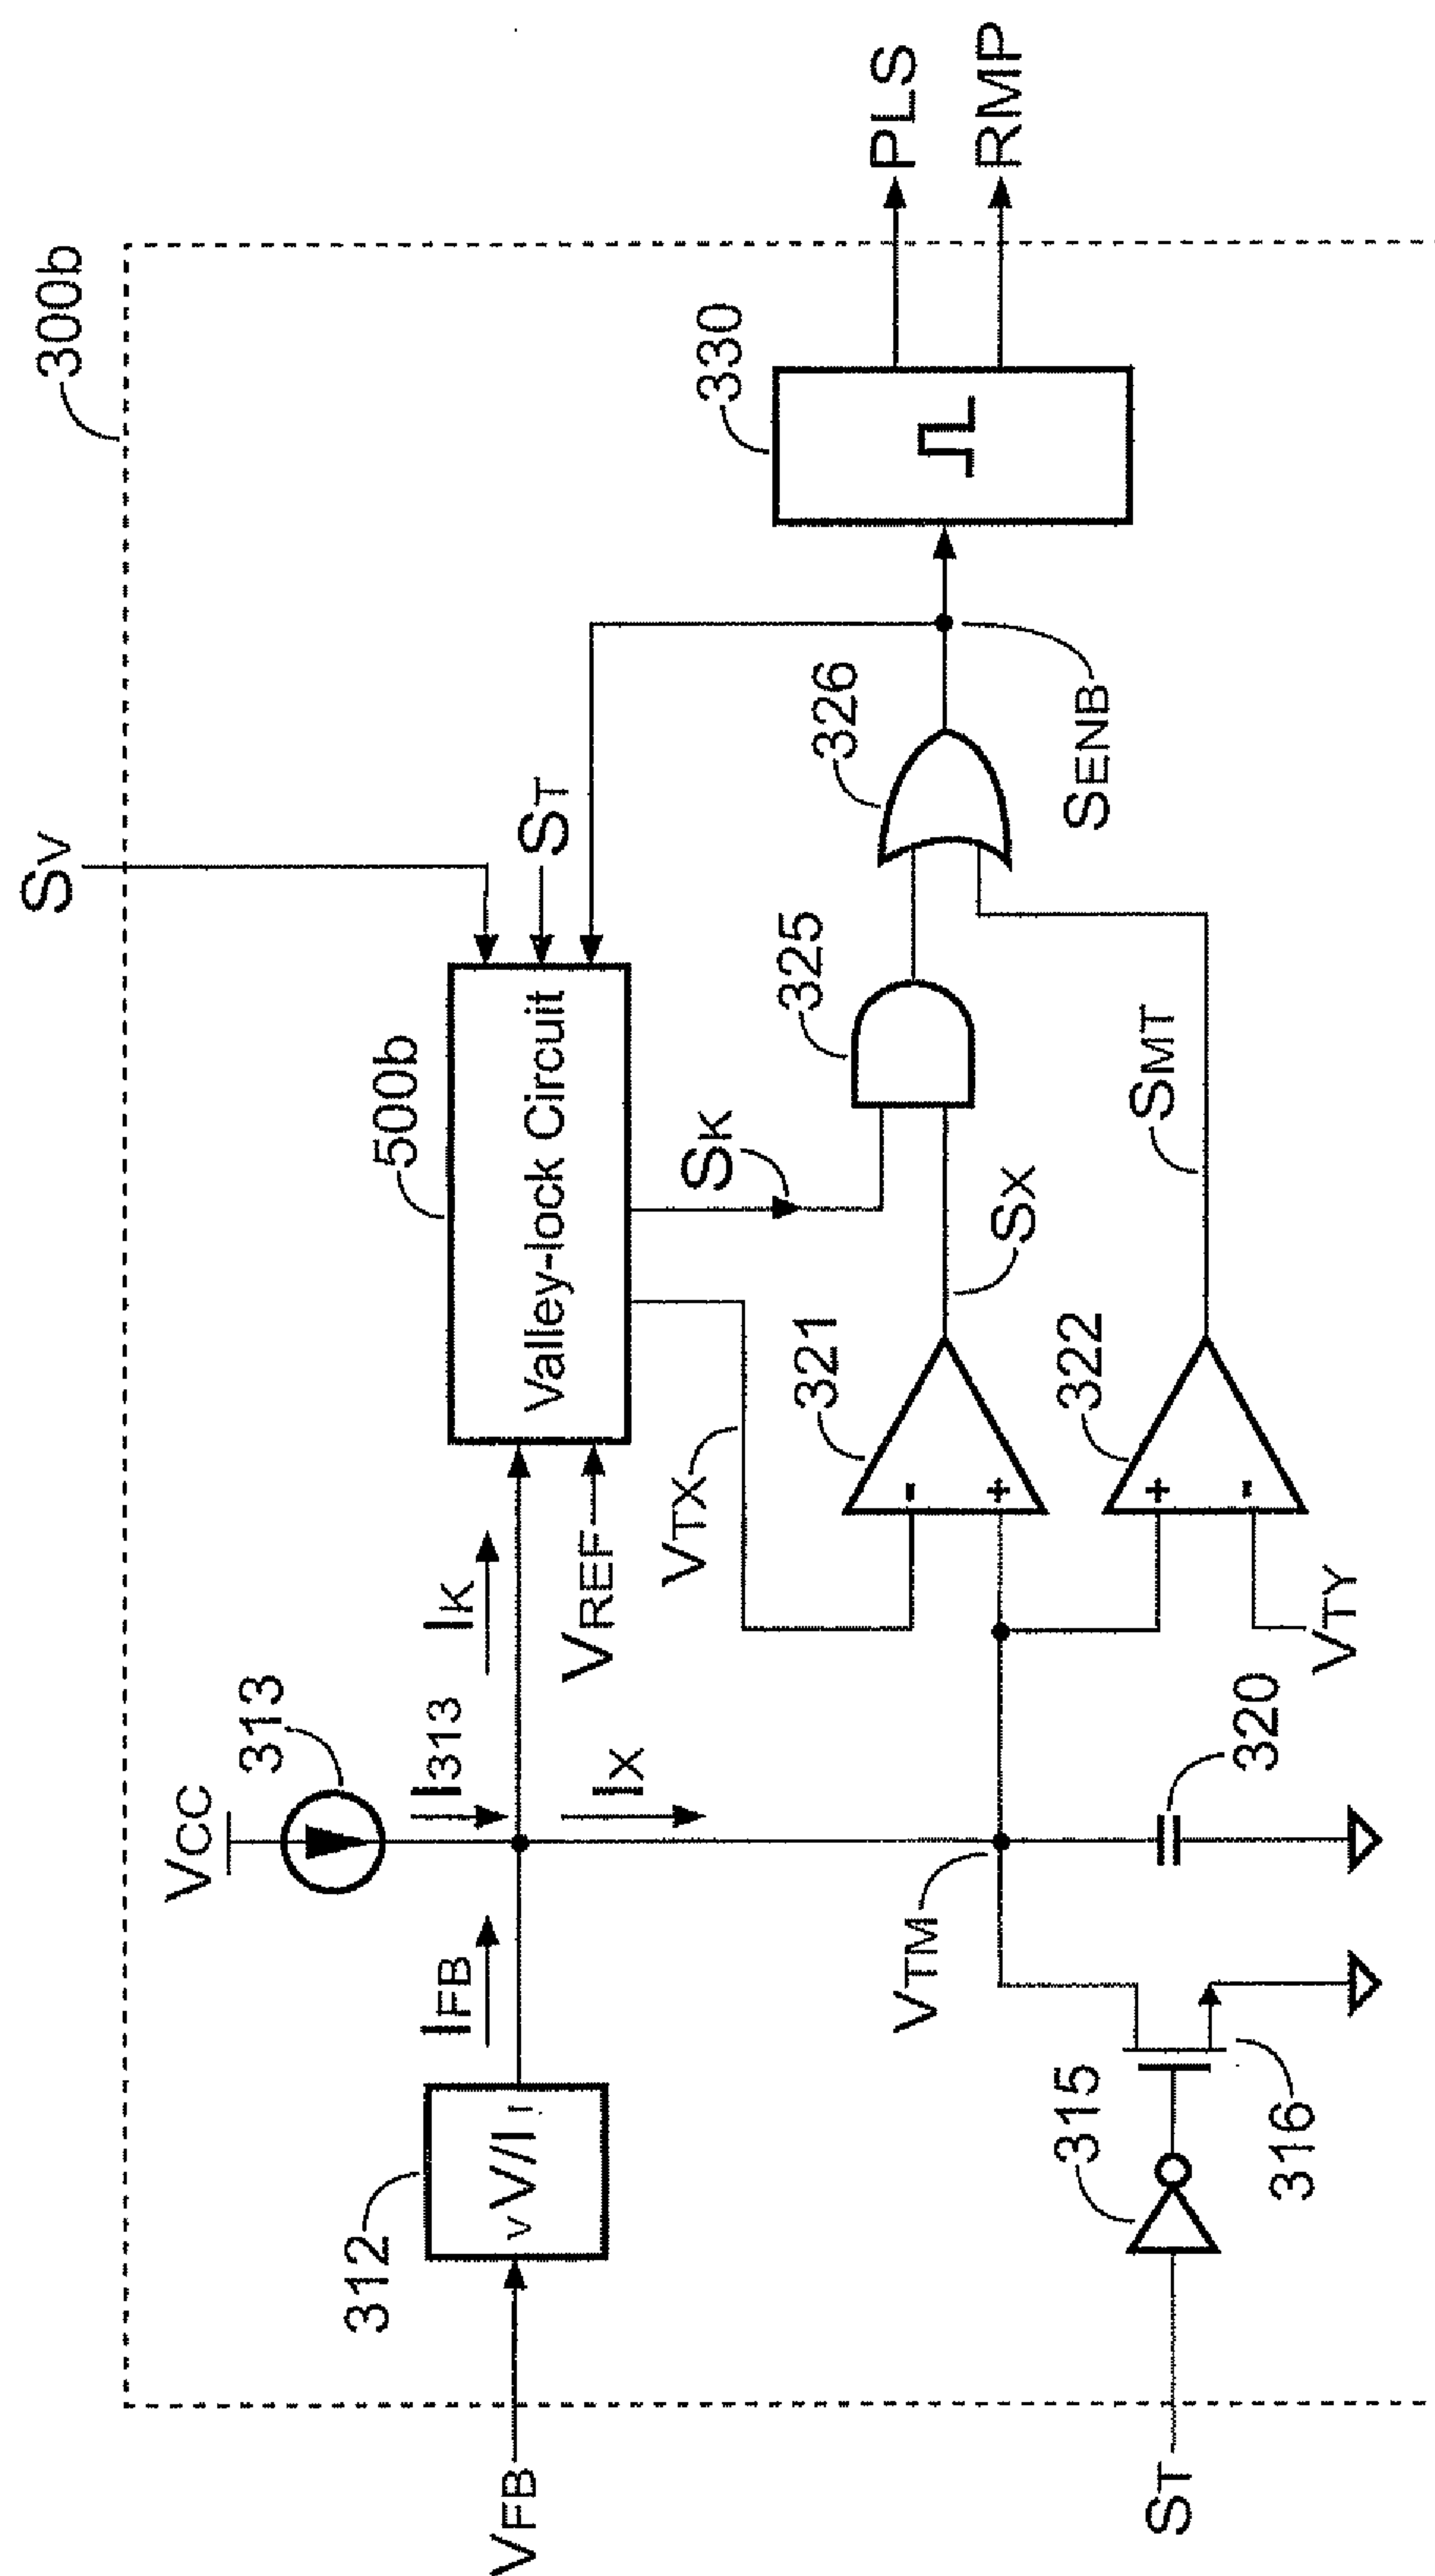 300b
SV
VCC
313
I313
IFB
IK
IX
VFB
312
V V/I I
VREF
500b
Valley-lock Circuit
ST
SK
VTX
VTM
321
-
+
322
+
-
VTY
320
SX
SMT
325
326
SENB
330
PLS
RMP
ST
315
316